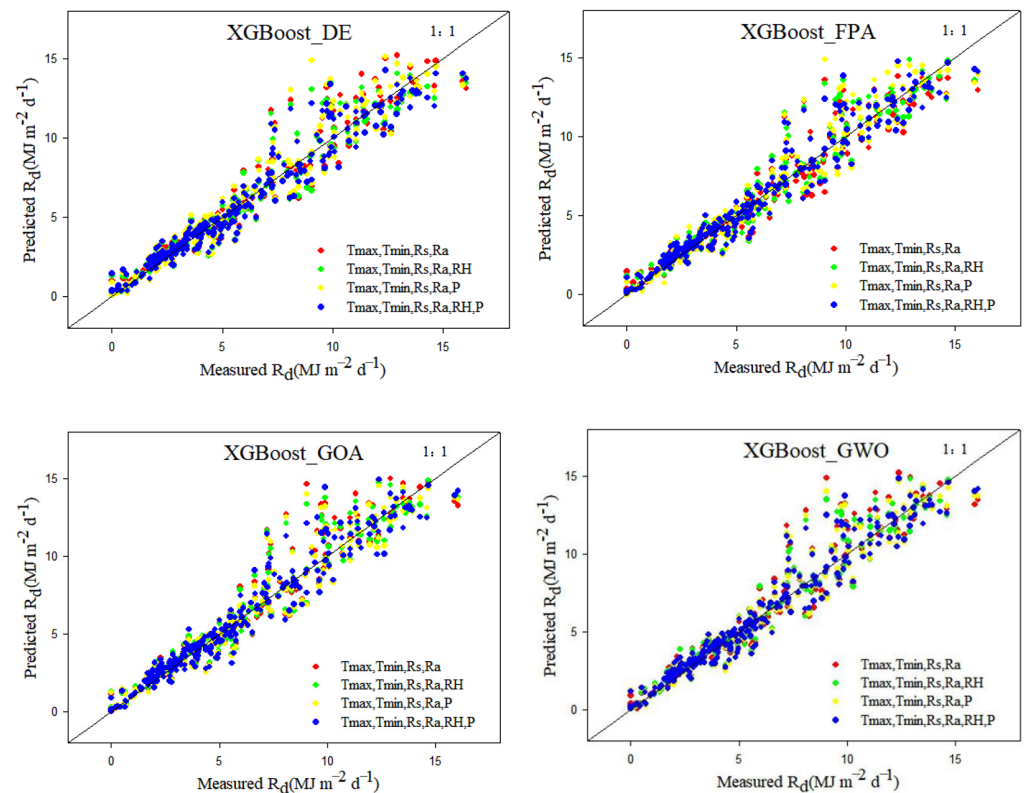 XGBoost_DE
1: 1
15
10
5
0
Predicted Rd(MJ m−2 d−1)
Tmax,Tmin,Rs,Ra
Tmax,Tmin,Rs,Ra,RH
Tmax,Tmin,Rs,Ra,P
Tmax,Tmin,Rs,Ra,RH,P
0 5 10 15
Measured Rd(MJ m−2 d−1)
XGBoost_FPA
1: 1
15
10
5
0
Predicted Rd(MJ m−2 d−1)
Tmax,Tmin,Rs,Ra
Tmax,Tmin,Rs,Ra,RH
Tmax,Tmin,Rs,Ra,P
Tmax,Tmin,Rs,Ra,RH,P
0 5 10 15
Measured Rd(MJ m−2 d−1)
XGBoost_GOA
1: 1
15
10
5
0
Predicted Rd(MJ m−2 d−1)
Tmax,Tmin,Rs,Ra
Tmax,Tmin,Rs,Ra,RH
Tmax,Tmin,Rs,Ra,P
Tmax,Tmin,Rs,Ra,RH,P
0 5 10 15
Measured Rd(MJ m−2 d−1)
XGBoost_GWO
1: 1
15
10
5
0
Predicted Rd(MJ m−2 d−1)
Tmax,Tmin,Rs,Ra
Tmax,Tmin,Rs,Ra,RH
Tmax,Tmin,Rs,Ra,P
Tmax,Tmin,Rs,Ra,RH,P
0 5 10 15
Measured Rd(MJ m−2 d−1)